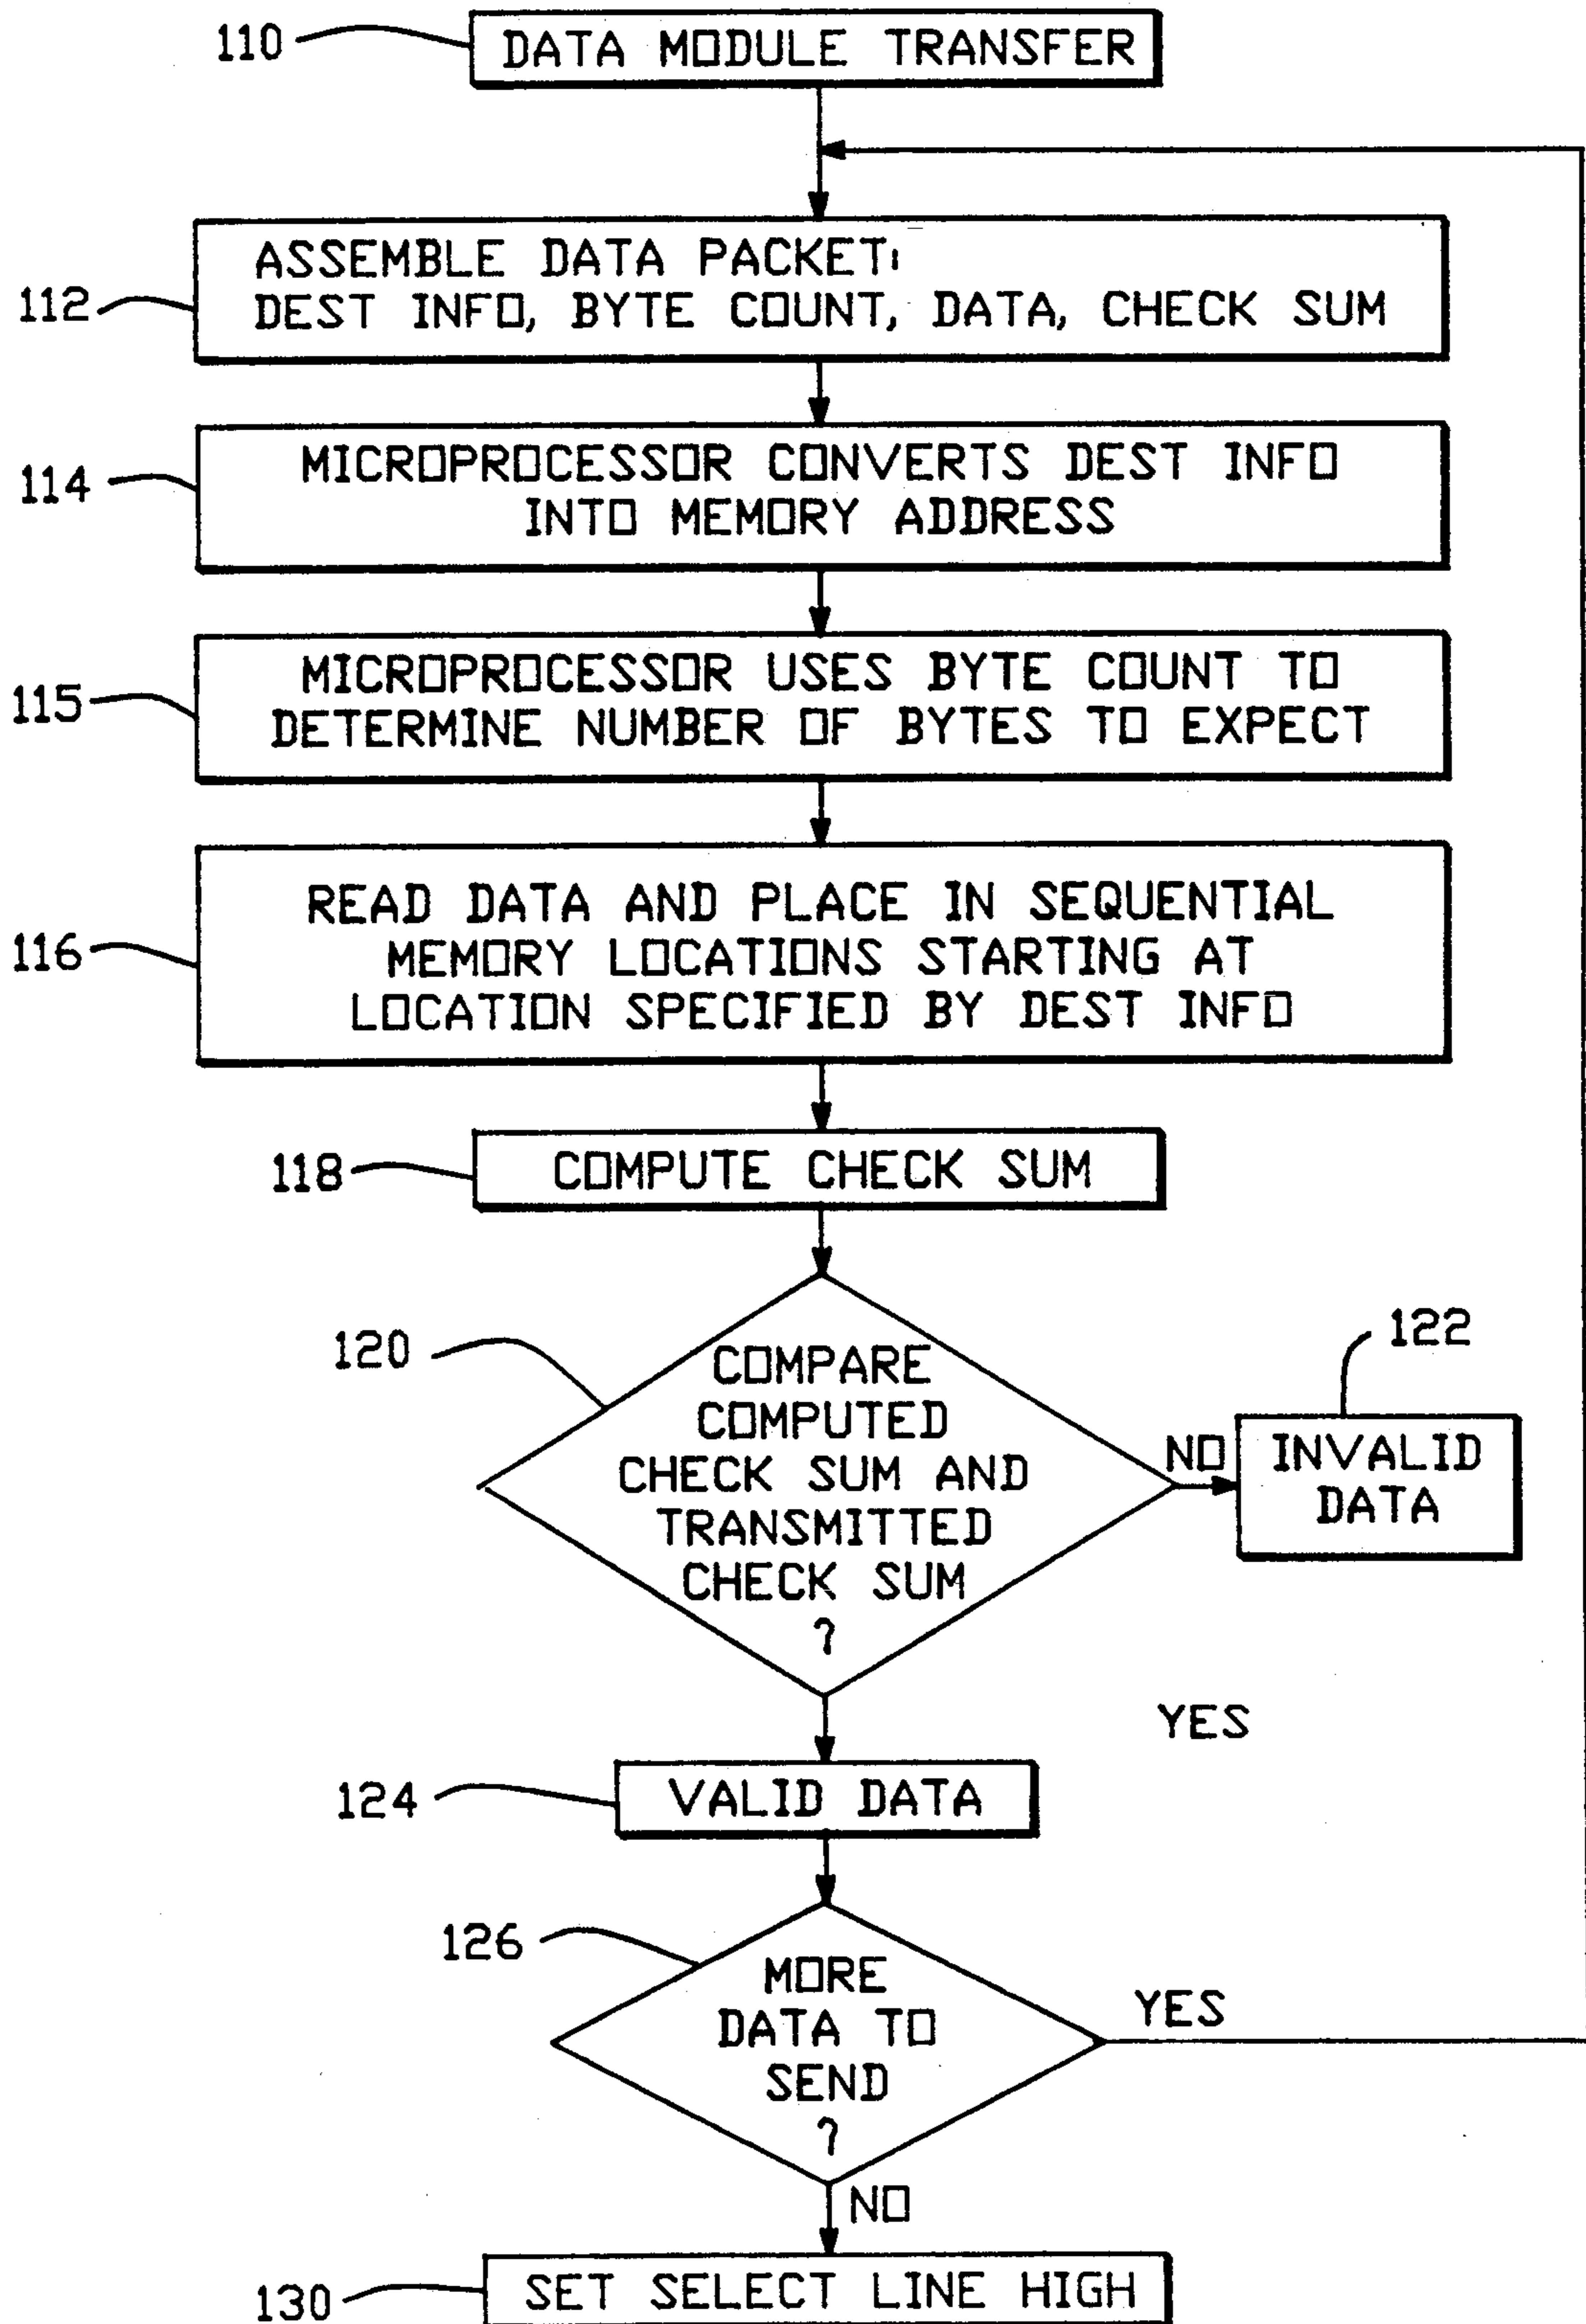 110
DATA MODULE TRANSFER
112
ASSEMBLE DATA PACKET:
DEST INFO, BYTE COUNT, DATA, CHECK SUM
114
MICROPROCESSOR CONVERTS DEST INFO
INTO MEMORY ADDRESS
115
MICROPROCESSOR USES BYTE COUNT TO
DETERMINE NUMBER OF BYTES TO EXPECT
116
READ DATA AND PLACE IN SEQUENTIAL
MEMORY LOCATIONS STARTING AT
LOCATION SPECIFIED BY DEST INFO
118
COMPUTE CHECK SUM
120
COMPARE
COMPUTED
CHECK SUM AND
TRANSMITTED
CHECK SUM
?
NO
122
INVALID
DATA
YES
124
VALID DATA
126
MORE
DATA TO
SEND
?
YES
NO
130
SET SELECT LINE HIGH